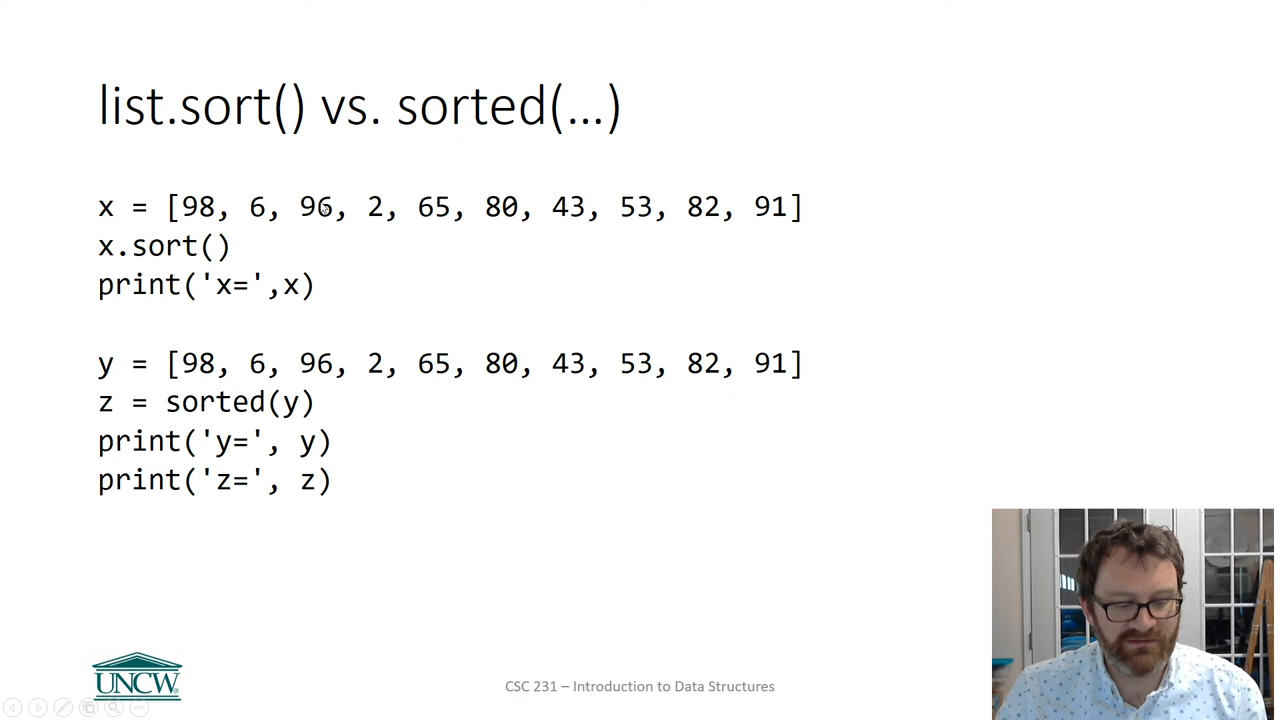 list.sort() vs. sorted(…)
x = [98, 6, 96, 2, 65, 80, 43, 53, 82, 91]
x.sort()
print('x=',x)
y = [98, 6, 96, 2, 65, 80, 43, 53, 82, 91]
z = sorted(y)
print('y=', y)
print('z=', z)
UNCW
CSC 231 – Introduction to Data Structures